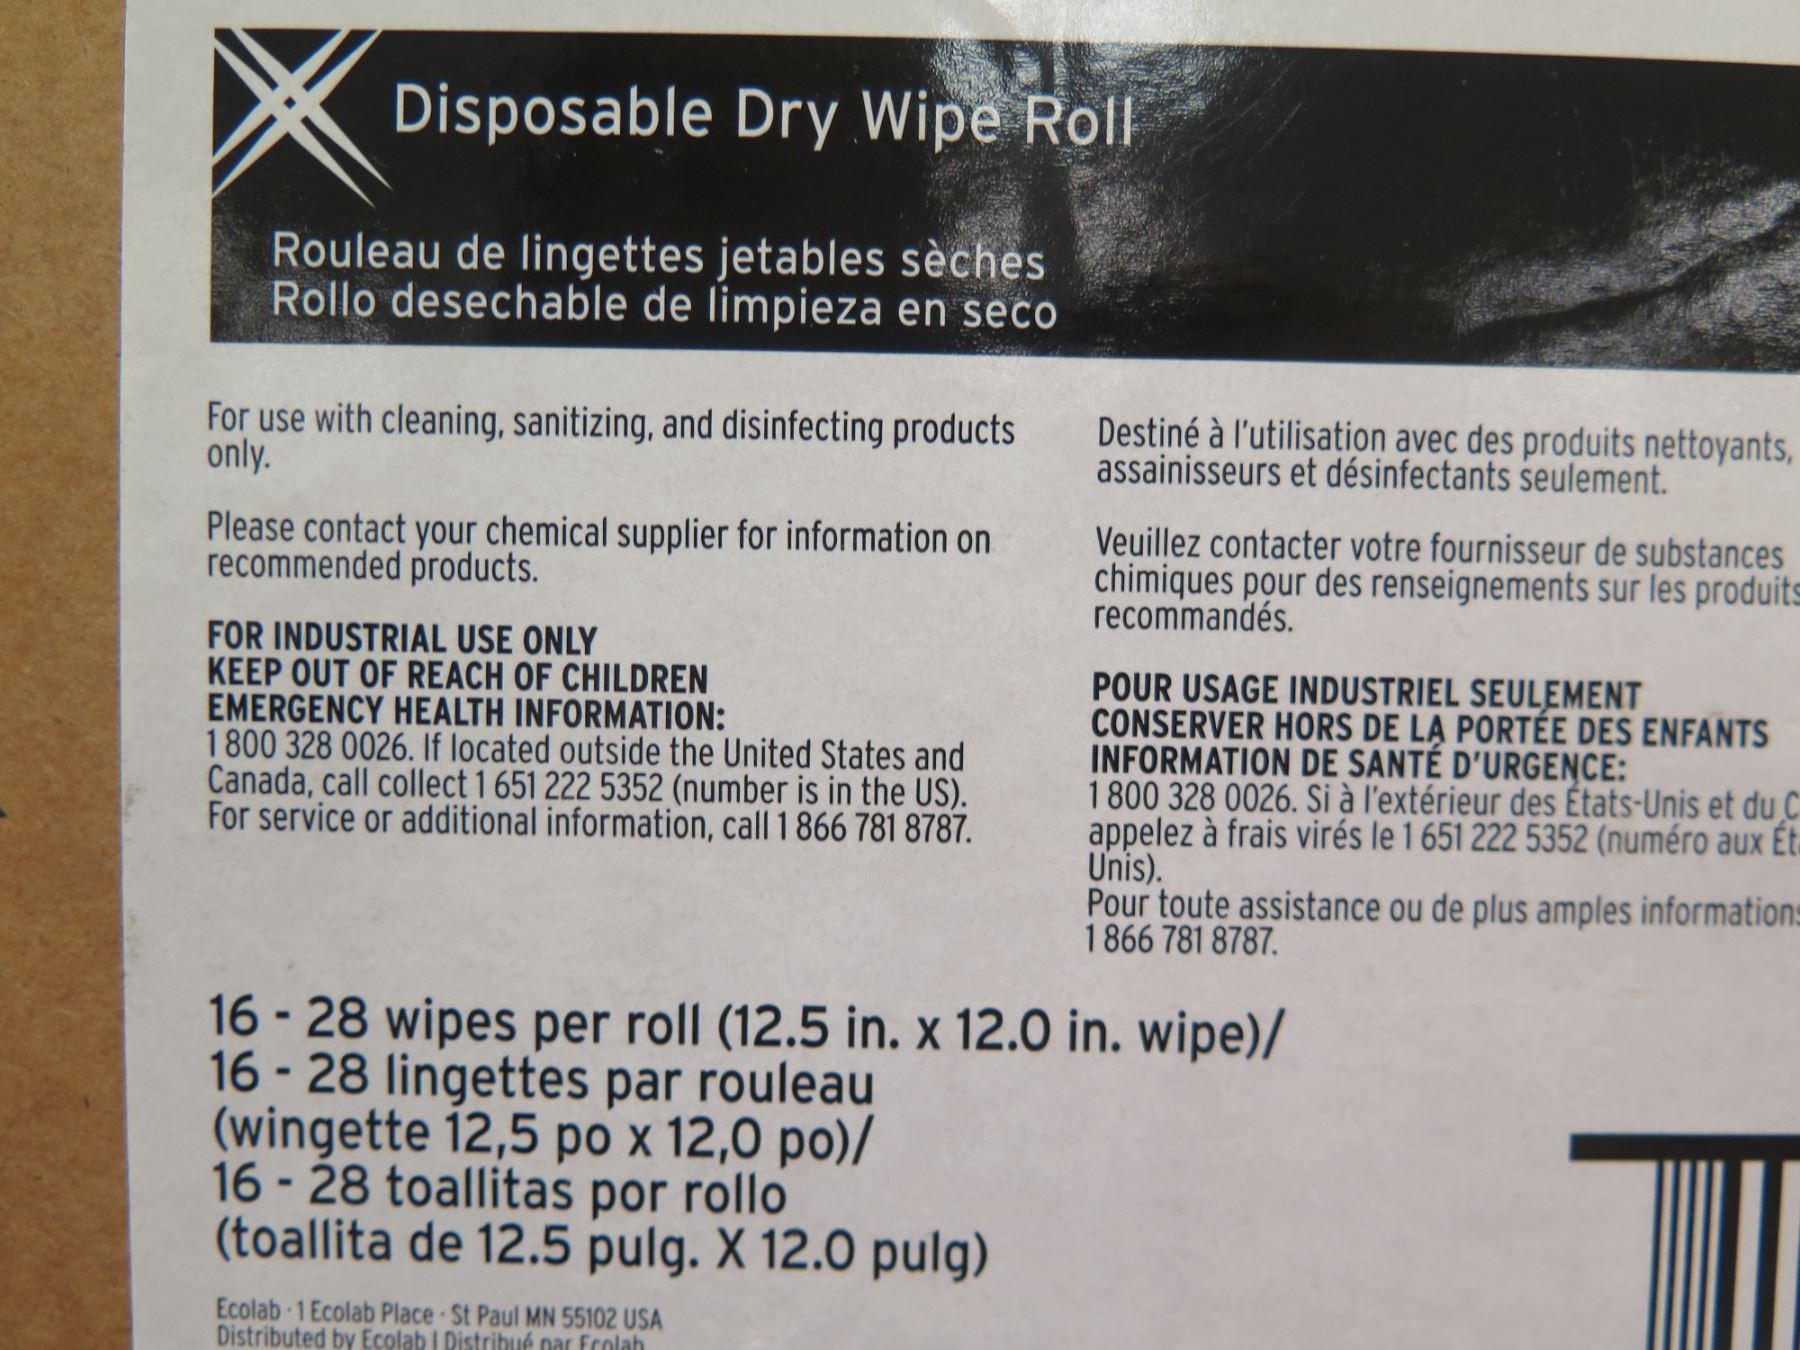 Disposable Dry Wipe Roll
Rouleau de lingettes jetables sèches
Rollo desechable de limpieza en seco
For use with cleaning, sanitizing, and disinfecting products
only.
Please contact your chemical supplier for information on
recommended products.
FOR INDUSTRIAL USE ONLY
KEEP OUT OF REACH OF CHILDREN
EMERGENCY HEALTH INFORMATION:
1 800 328 0026. If located outside the United States and
Canada, call collect 1 651 222 5352 (number is in the US).
For service or additional information, call 1 866 781 8787.
Destiné à l'utilisation avec des produits nettoyants,
assainisseurs et désinfectants seulement.
Veuillez contacter votre fournisseur de substances
chimiques pour des renseignements sur les produits
recommandés.
POUR USAGE INDUSTRIEL SEULEMENT
CONSERVER HORS DE LA PORTÉE DES ENFANTS
INFORMATION DE SANTÉ D'URGENCE:
1 800 328 0026. Si à l'extérieur des États-Unis et du
appelez à frais virés le 1 651 222 5352 (numéro aux
Unis).
Pour toute assistance ou de plus amples informations
1 866 781 8787.
16 - 28 wipes per roll (12.5 in. x 12.0 in. wipe)/
16 - 28 lingettes par rouleau
(wingette 12,5 po x 12,0 po)/
16 - 28 toallitas por rollo
(toallita de 12.5 pulg. X 12.0 pulg)
Ecolab · 1 Ecolab Place · St Paul MN 55102 USA
Distributed by Ecolab | Distribué par Ecolab